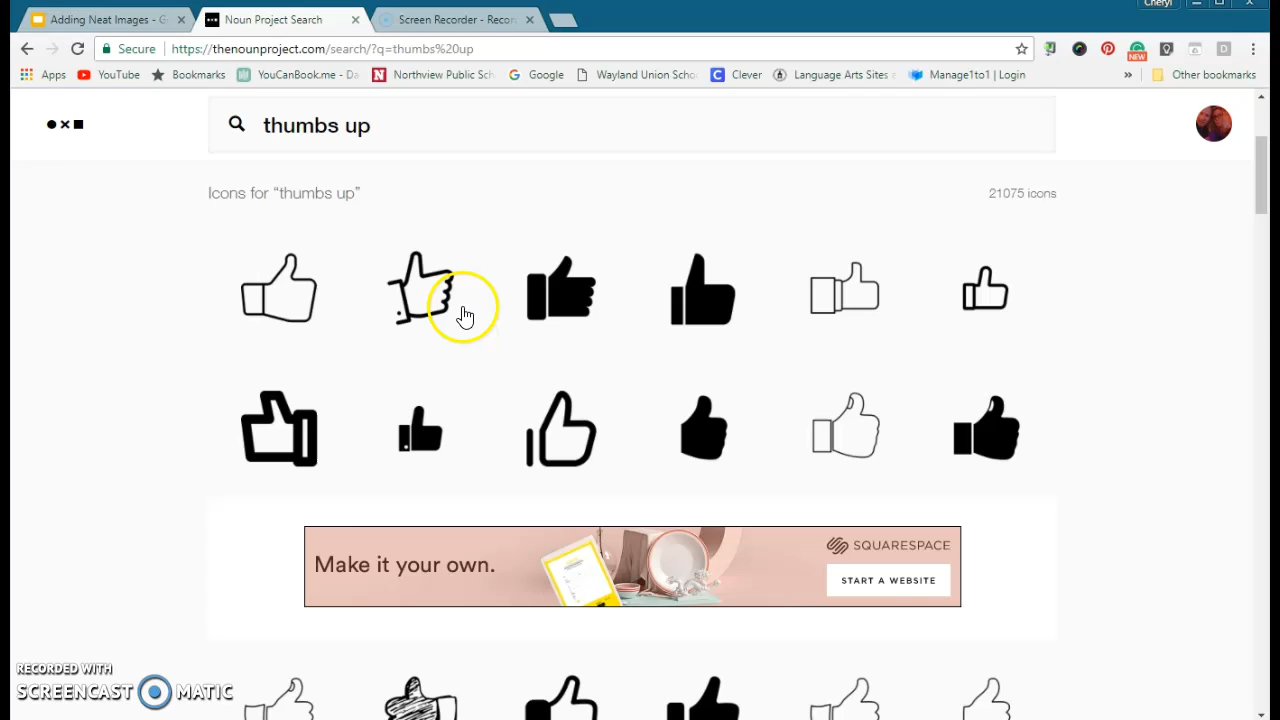 Cheryl
Adding Neat Images - G
Noun Project Search
Screen Recorder - Recor
Secure
https://thenounproject.com/search/?q=thumbs%20up
NEW
D
Apps
YouTube
Bookmarks
YouCanBook.me - Da
N
Northview Public Sch
Google
Wayland Union Scho
C
Clever
Language Arts Sites a
Manage1to1 | Login
»
Other bookmarks
thumbs up
Icons for “thumbs up”
21075 icons
Make it your own.
SQUARESPACE
START A WEBSITE
RECORDED WITH
SCREENCAST MATIC